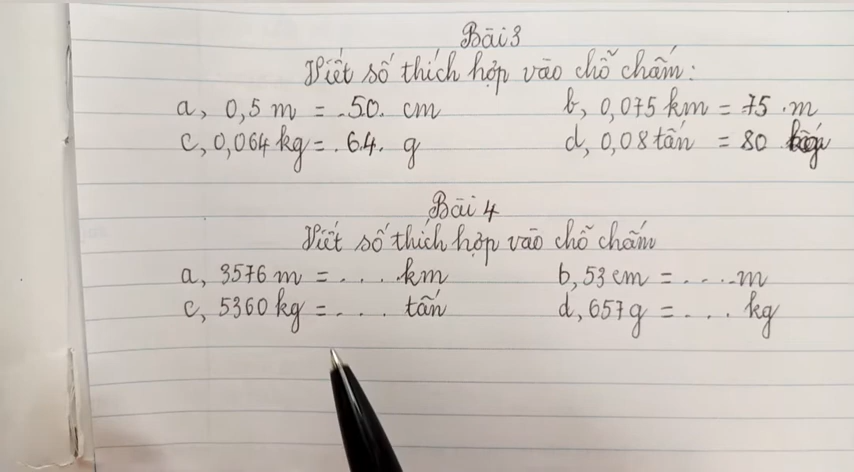 Bài 3
Viết số thích hợp vào chỗ chấm:
a, 0,5 m = .50. cm b, 0,075 km = 75 .m
c, 0,064 kg = .64. g d, 0,08 tấn = 80
Bài 4
Viết số thích hợp vào chỗ chấm
a, 3576 m = ... km b, 53 cm = .... m
c, 5360 kg = ... tấn d, 657 g = ... kg